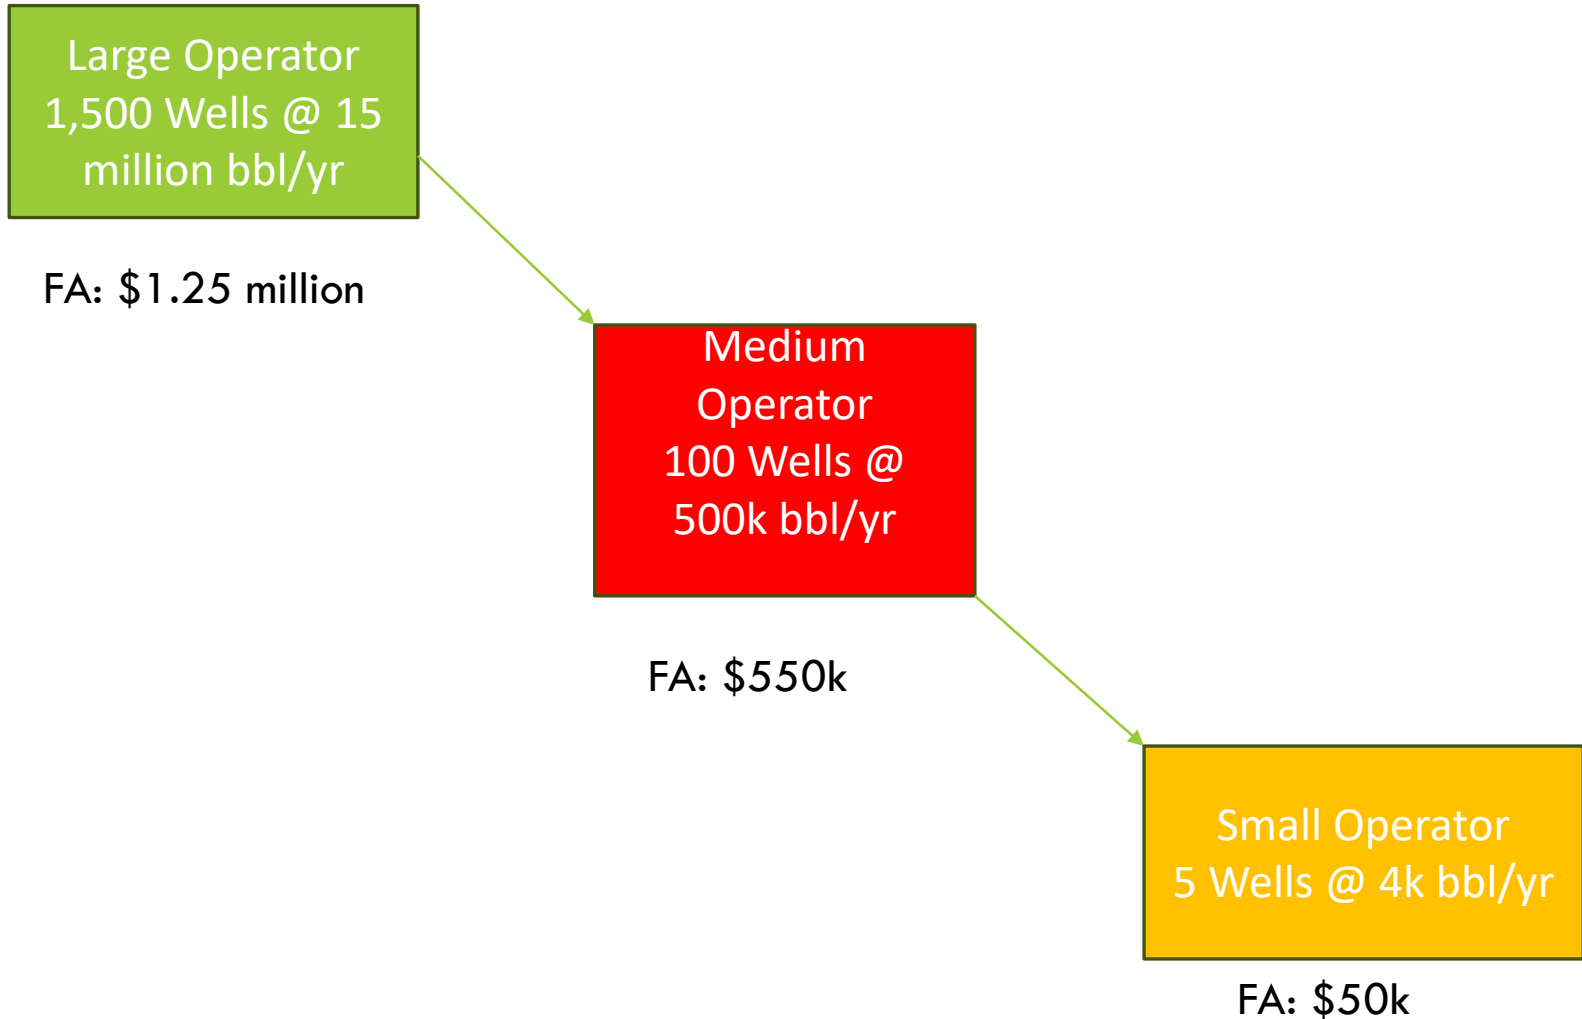 Large Operator
1,500 Wells @ 15
million bbl/yr
FA: $1.25 million
Medium
Operator
100 Wells @
500k bbl/yr
FA: $550k
Small Operator
5 Wells @ 4k bbl/yr
FA: $50k